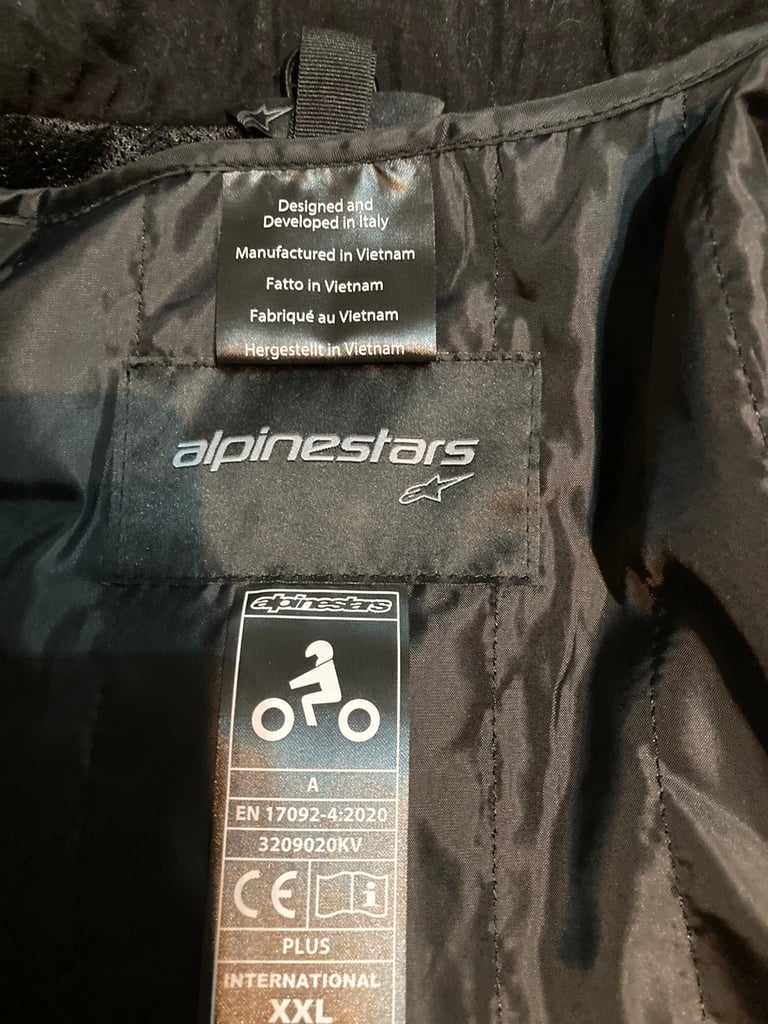 Designed and
Developed in Italy
Manufactured in Vietnam
Fatto in Vietnam
Fabriqué au Vietnam
Hergestellt in Vietnam
alpinestars
alpinestars
A
EN 17092-4:2020
3209020KV
CE
i
PLUS
INTERNATIONAL
XXL